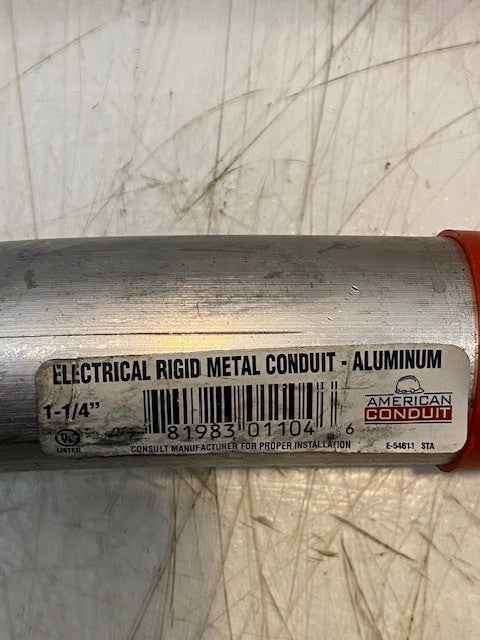 ELECTRICAL RIGID METAL CONDUIT - ALUMINUM
1-1/4"
AMERICAN
CONDUIT
81983 01104 6
UL
LISTED
CONSULT MANUFACTURER FOR PROPER INSTALLATION
E-54611 STA